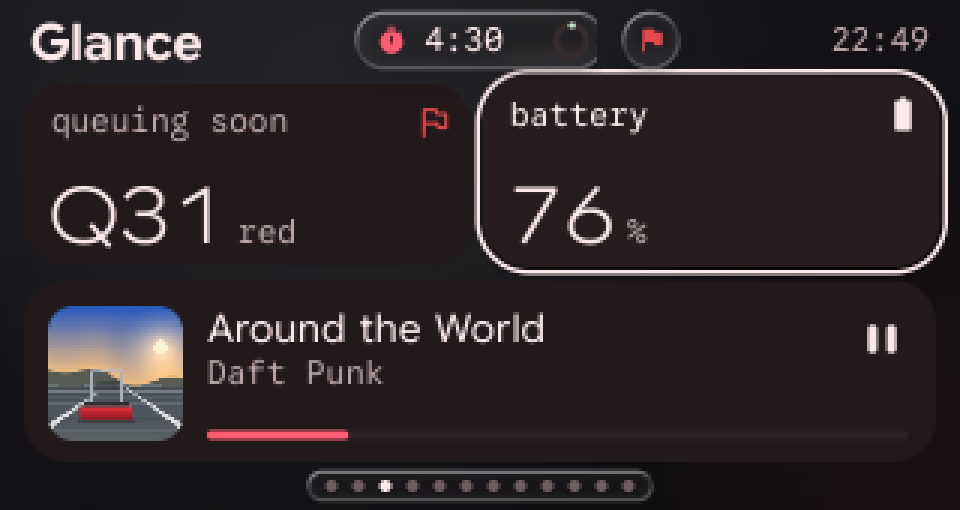 Glance
4:30
22:49
queuing soon
battery
Q31 red
76 %
Around the World
Daft Punk